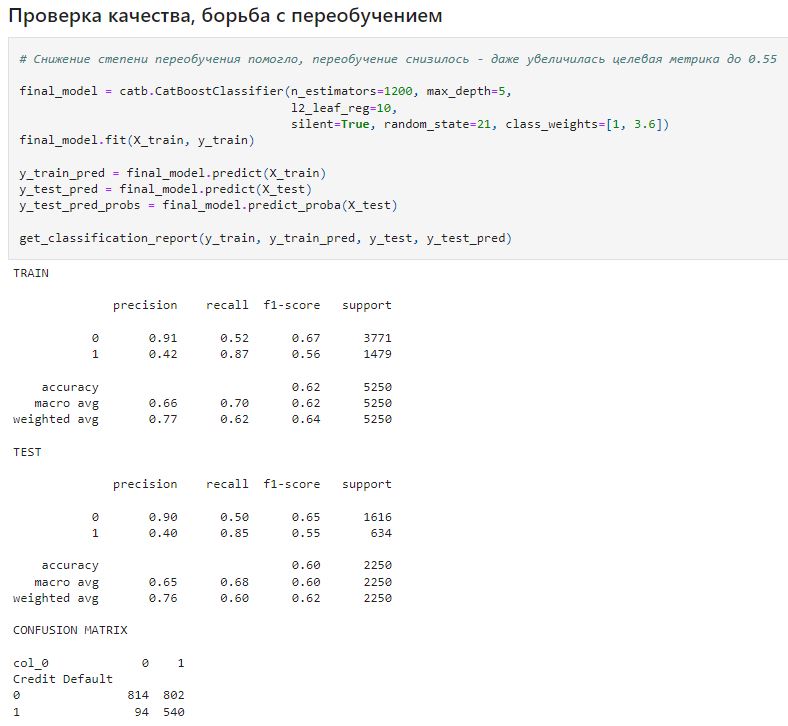 Проверка качества, борьба с переобучением
# Снижение степени переобучения помогло, переобучение снизилось - даже увеличилась целевая метрика до 0.55
final_model = catb.CatBoostClassifier(n_estimators=1200, max_depth=5,
l2_leaf_reg=10,
silent=True, random_state=21, class_weights=[1, 3.6])
final_model.fit(X_train, y_train)
y_train_pred = final_model.predict(X_train)
y_test_pred = final_model.predict(X_test)
y_test_pred_probs = final_model.predict_proba(X_test)
get_classification_report(y_train, y_train_pred, y_test, y_test_pred)
TRAIN
precision recall f1-score support
0 0.91 0.52 0.67 3771
1 0.42 0.87 0.56 1479
accuracy 0.62 5250
macro avg 0.66 0.70 0.62 5250
weighted avg 0.77 0.62 0.64 5250
TEST
precision recall f1-score support
0 0.90 0.50 0.65 1616
1 0.40 0.85 0.55 634
accuracy 0.60 2250
macro avg 0.65 0.68 0.60 2250
weighted avg 0.76 0.60 0.62 2250
CONFUSION MATRIX
col_0 0 1
Credit Default
0 814 802
1 94 540